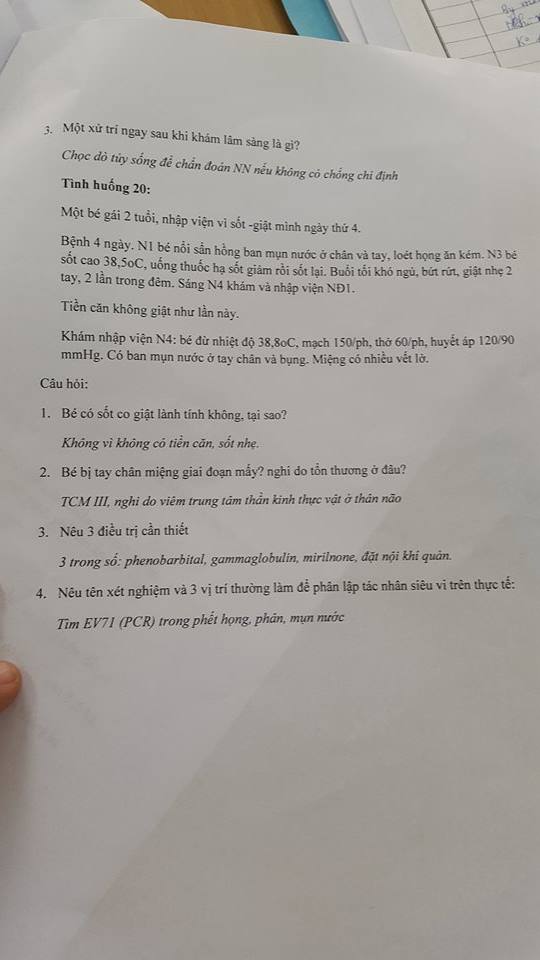 3. Một xử trí ngay sau khi khám lâm sàng là gì?
Chọc dò tủy sống để chẩn đoán NN nếu không có chống chỉ định
Tình huống 20:
Một bé gái 2 tuổi, nhập viện vì sốt -giật mình ngày thứ 4.
Bệnh 4 ngày. N1 bé nổi sẩn hồng ban mụn nước ở chân và tay, loét họng ăn kém. N3 bé
sốt cao 38,5oC, uống thuốc hạ sốt giảm rồi sốt lại. Buổi tối khó ngủ, bứt rứt, giật nhẹ 2
tay, 2 lần trong đêm. Sáng N4 khám và nhập viện NĐ1.
Tiền căn không giật như lần này.
Khám nhập viện N4: bé đừ nhiệt độ 38,8oC, mạch 150/ph, thở 60/ph, huyết áp 120/90
mmHg. Có ban mụn nước ở tay chân và bụng. Miệng có nhiều vết lở.
Câu hỏi:
1. Bé có sốt co giật lành tính không, tại sao?
Không vì không có tiền căn, sốt nhẹ.
2. Bé bị tay chân miệng giai đoạn mấy? nghi do tổn thương ở đâu?
TCM III, nghi do viêm trung tâm thần kinh thực vật ở thân não
3. Nêu 3 điều trị cần thiết
3 trong số: phenobarbital, gammaglobulin, mirilnone, đặt nội khí quản.
4. Nêu tên xét nghiệm và 3 vị trí thường làm để phân lập tác nhân siêu vi trên thực tế:
Tìm EV71 (PCR) trong phết họng, phân, mụn nước